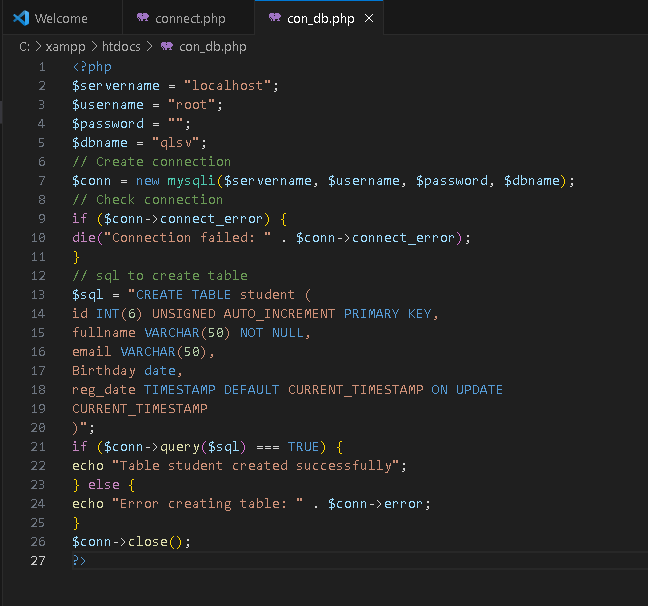 Welcome connect.php con_db.php ×
C: > xampp > htdocs > con_db.php
1 <?php
2 $servername = "localhost";
3 $username = "root";
4 $password = "";
5 $dbname = "qlsv";
6 // Create connection
7 $conn = new mysqli($servername, $username, $password, $dbname);
8 // Check connection
9 if ($conn->connect_error) {
10 die("Connection failed: " . $conn->connect_error);
11 }
12 // sql to create table
13 $sql = "CREATE TABLE student (
14 id INT(6) UNSIGNED AUTO_INCREMENT PRIMARY KEY,
15 fullname VARCHAR(50) NOT NULL,
16 email VARCHAR(50),
17 Birthday date,
18 reg_date TIMESTAMP DEFAULT CURRENT_TIMESTAMP ON UPDATE
19 CURRENT_TIMESTAMP
20 )";
21 if ($conn->query($sql) === TRUE) {
22 echo "Table student created successfully";
23 } else {
24 echo "Error creating table: " . $conn->error;
25 }
26 $conn->close();
27 ?>